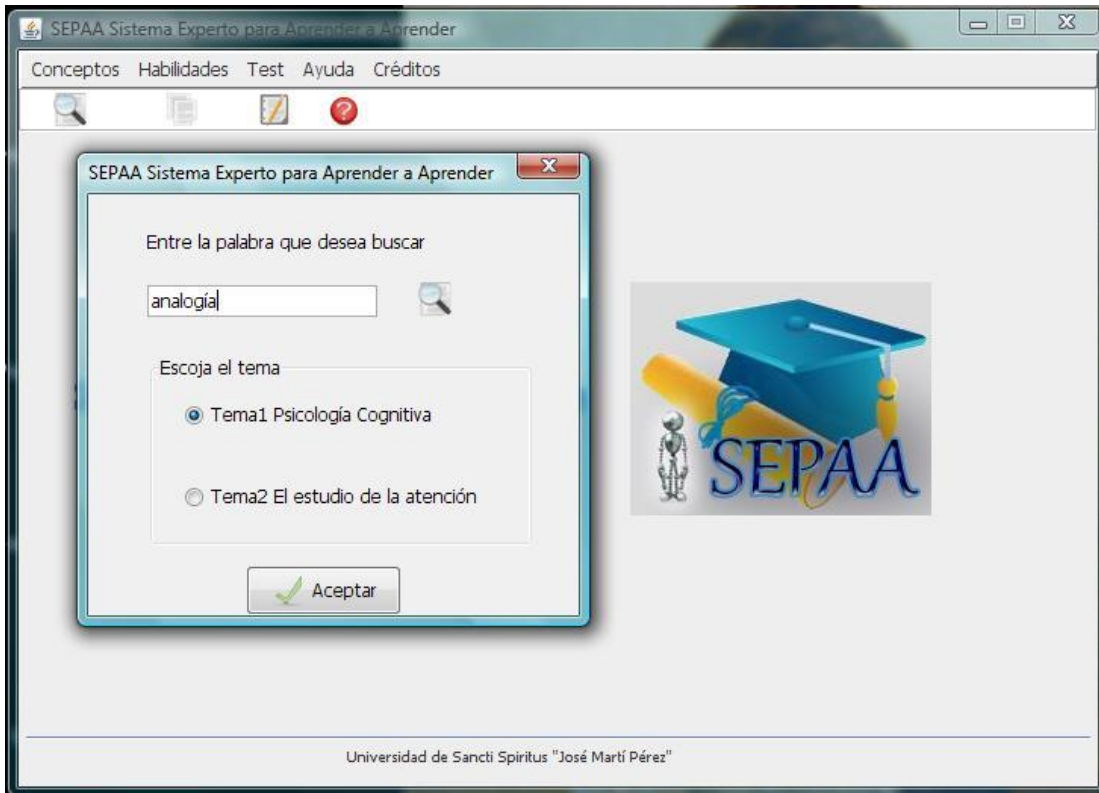 SEPAA Sistema Experto para Aprender a Aprender
Conceptos Habilidades Test Ayuda Créditos
SEPAA Sistema Experto para Aprender a Aprender
Entre la palabra que desea buscar
analogía
Escoja el tema
Tema1 Psicología Cognitiva
Tema2 El estudio de la atención
Aceptar
SEPAA
Universidad de Sancti Spiritus "José Martí Pérez"